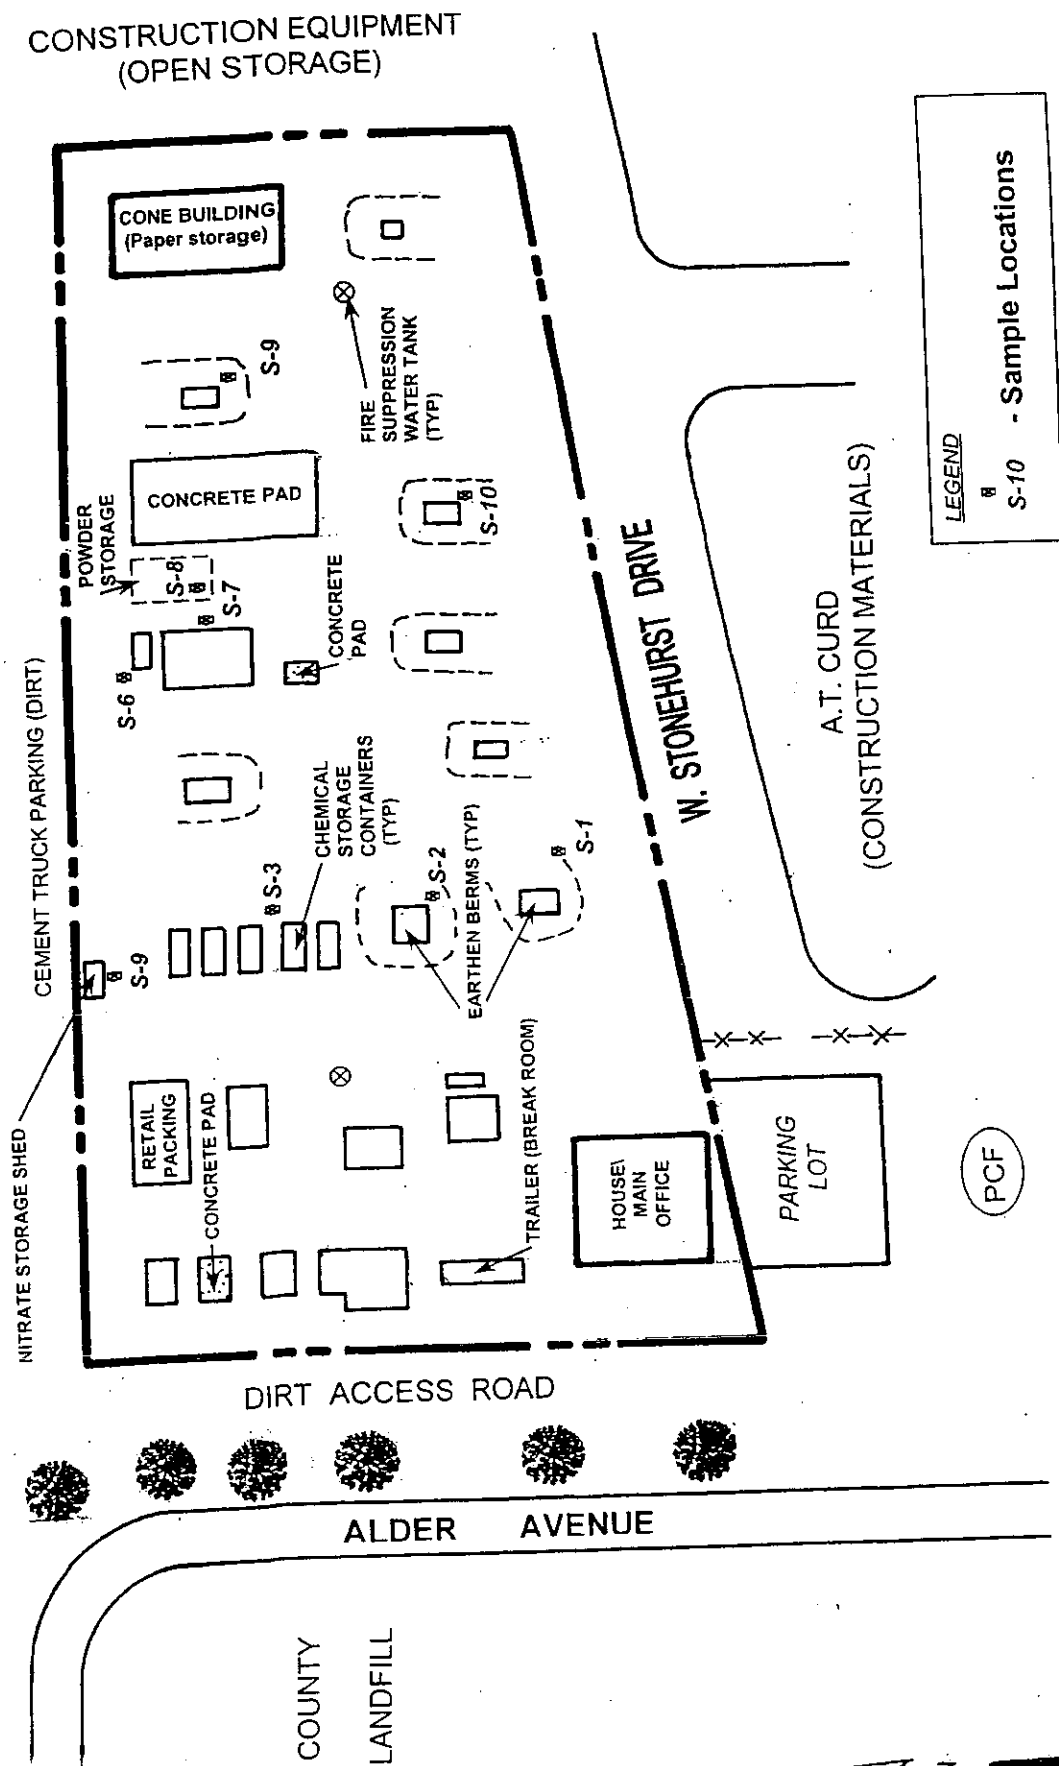 CONSTRUCTION EQUIPMENT
(OPEN STORAGE)
CONE BUILDING
(Paper storage)
FIRE
SUPPRESSION
WATER TANK
(TYP)
S-9
CONCRETE PAD
POWDER
STORAGE
S-8
S-7
S-6
S-10
CONCRETE
PAD
CEMENT TRUCK PARKING (DIRT)
CHEMICAL
STORAGE
CONTAINERS
(TYP)
S-3
S-2
S-1
EARTHEN BERMS (TYP)
S-9
NITRATE STORAGE SHED
RETAIL
PACKING
CONCRETE PAD
TRAILER (BREAK ROOM)
HOUSE\
MAIN
OFFICE
PARKING
LOT
PCF
W. STONEHURST DRIVE
A.T. CURD
(CONSTRUCTION MATERIALS)
LEGEND
S-10 - Sample Locations
DIRT ACCESS ROAD
ALDER AVENUE
COUNTY
LANDFILL